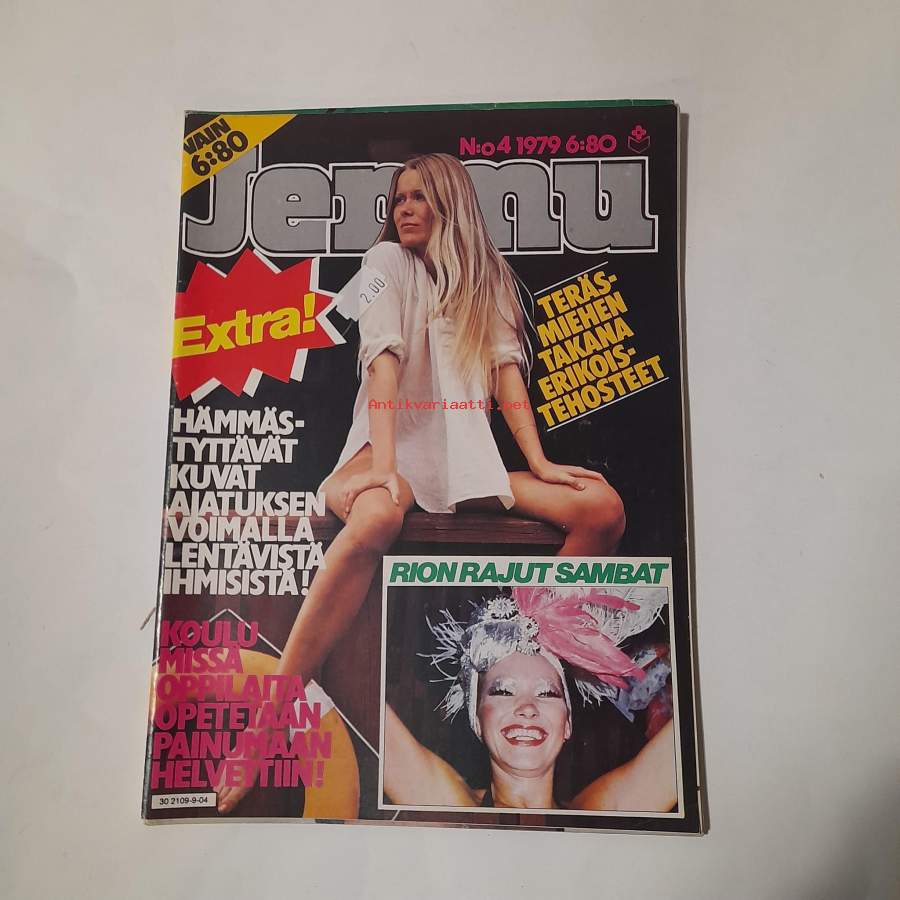 VAIN
6:80
N:o 4 1979 6:80
Jermu
Extra!
2.00
TERÄS-
MIEHEN
TAKANA
ERIKOIS-
TEHOSTEET
Antikvariaatti.net
HÄMMÄS-
TYTTÄVÄT
KUVAT
AJATUKSEN
VOIMALLA
LENTÄVISTÄ
IHMISISTÄ!
RION RAJUT SAMBAT
KOULU
MISSÄ
OPPILAITA
OPETETAAN
PAINUMAAN
HELVETTIIN!
30 2109-9-04